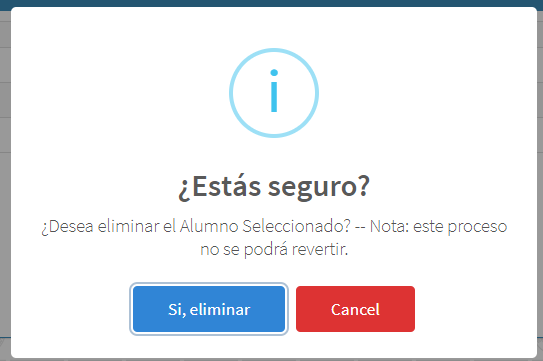 ¿Estás seguro?
¿Desea eliminar el Alumno Seleccionado? -- Nota: este proceso
no se podrá revertir.
Si, eliminar
Cancel